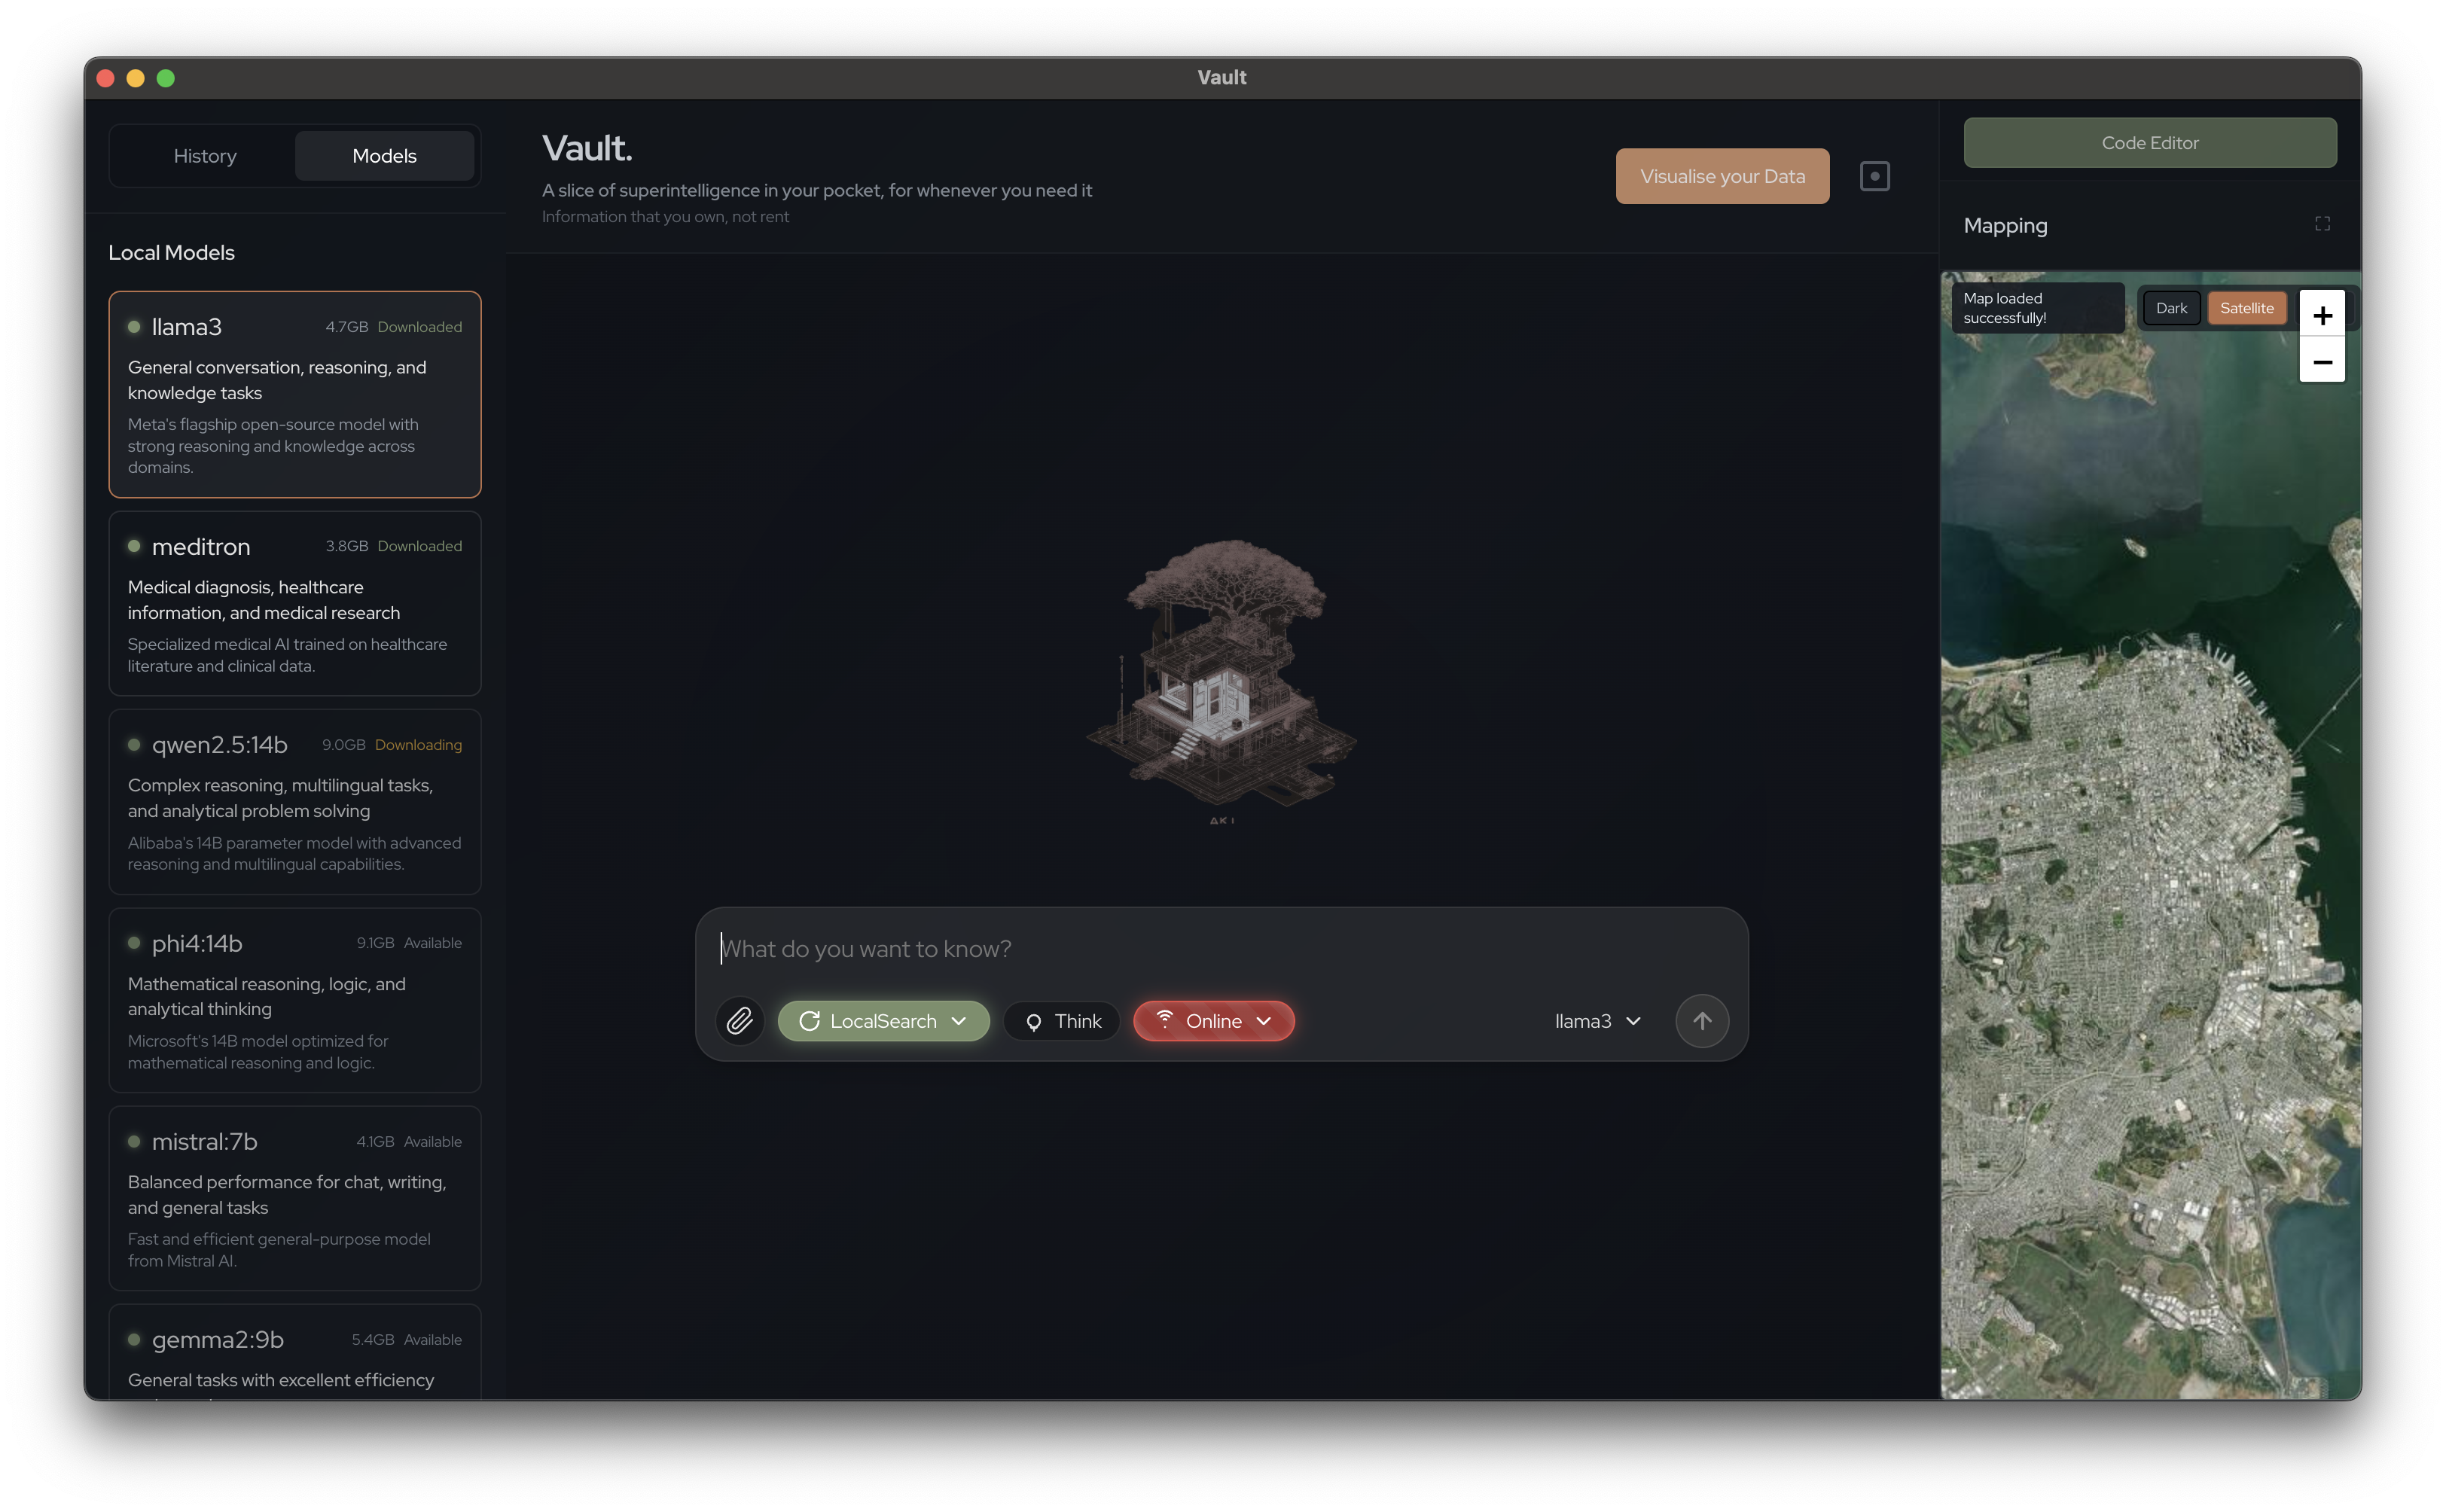 Vault
History
Models
Local Models
llama3 4.7GB Downloaded
General conversation, reasoning, and
knowledge tasks
Meta's flagship open-source model with
strong reasoning and knowledge across
domains.
meditron 3.8GB Downloaded
Medical diagnosis, healthcare
information, and medical research
Specialized medical AI trained on healthcare
literature and clinical data.
qwen2.5:14b 9.0GB Downloading
Complex reasoning, multilingual tasks,
and analytical problem solving
Alibaba's 14B parameter model with advanced
reasoning and multilingual capabilities.
phi4:14b 9.1GB Available
Mathematical reasoning, logic, and
analytical thinking
Microsoft's 14B model optimized for
mathematical reasoning and logic.
mistral:7b 4.1GB Available
Balanced performance for chat, writing,
and general tasks
Fast and efficient general-purpose model
from Mistral AI.
gemma2:9b 5.4GB Available
General tasks with excellent efficiency
Vault.
A slice of superintelligence in your pocket, for whenever you need it
Information that you own, not rent
Visualise your Data
AKI
What do you want to know?
LocalSearch
Think
Online
llama3
Code Editor
Mapping
Map loaded
successfully!
Dark
Satellite
+
−